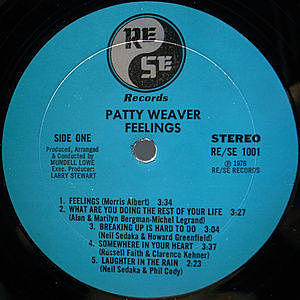 RE
SE
Records
PATTY WEAVER
FEELINGS
SIDE ONE
Produced, Arranged
& Conducted by
MUNDELL LOWE
Exec. Producer:
LARRY STEWART
STEREO
RE/SE 1001
℗ 1976
RE/SE RECORDS
1. FEELINGS (Morris Albert) 3:34
2. WHAT ARE YOU DOING THE REST OF YOUR LIFE 3:27
(Alan & Marilyn Bergman-Michel Legrand)
3. BREAKING UP IS HARD TO DO 3:04
(Neil Sedaka & Howard Greenfield)
4. SOMEWHERE IN YOUR HEART 3:37
(Russell Faith & Clarence Kehner)
5. LAUGHTER IN THE RAIN 2:23
(Neil Sedaka & Phil Cody)